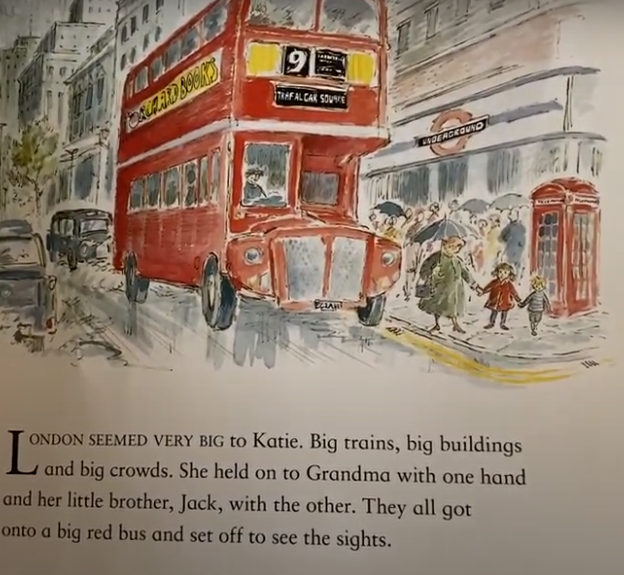 9
TRAFALGAR SQUARE
BOOKS
UNDERGROUND
LONDON SEEMED VERY BIG to Katie. Big trains, big buildings
and big crowds. She held on to Grandma with one hand
and her little brother, Jack, with the other. They all got
onto a big red bus and set off to see the sights.